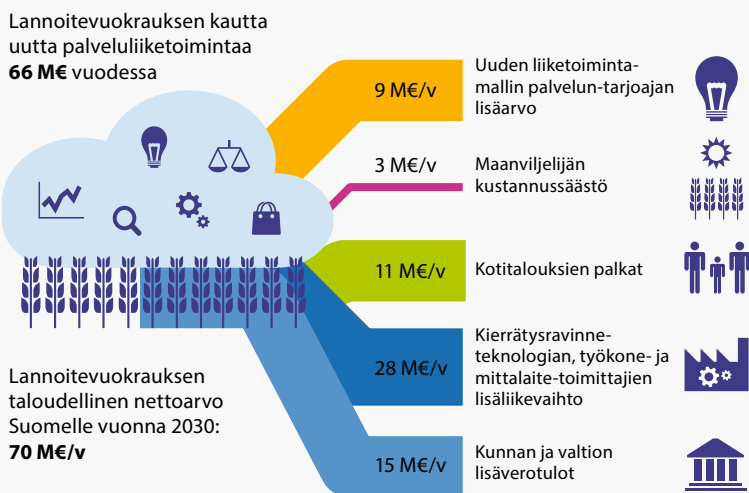 Lannoitevuokrauksen kautta
uutta palveluliiketoimintaa
66 M€ vuodessa
9 M€/v
Uuden liiketoiminta-
mallin palvelun-tarjoajan
lisäarvo
3 M€/v
Maanviljelijän
kustannussäästö
11 M€/v
Kotitalouksien palkat
28 M€/v
Kierrätysravinne-
teknologian, työkone- ja
mittalaite-toimittajien
lisäliikevaihto
Lannoitevuokrauksen
taloudellinen nettoarvo
Suomelle vuonna 2030:
70 M€/v
15 M€/v
Kunnan ja valtion
lisäverotulot